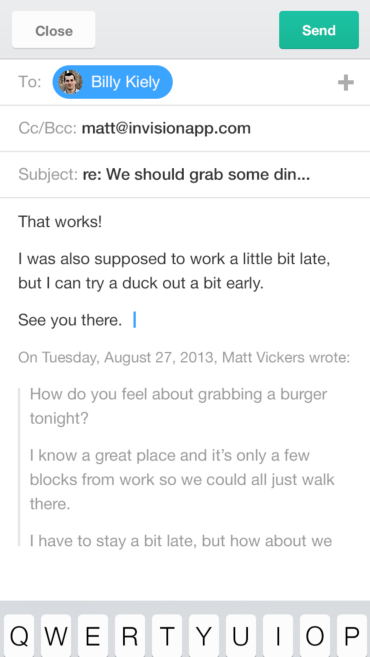 Close
Send
To: Billy Kiely +
Cc/Bcc: matt@invisionapp.com
Subject: re: We should grab some din...
That works!
I was also supposed to work a little bit late,
but I can try a duck out a bit early.
See you there.
On Tuesday, August 27, 2013, Matt Vickers wrote:
How do you feel about grabbing a burger
tonight?
I know a great place and it's only a few
blocks from work so we could all just walk
there.
I have to stay a bit late, but how about we
Q W E R T Y U I O P